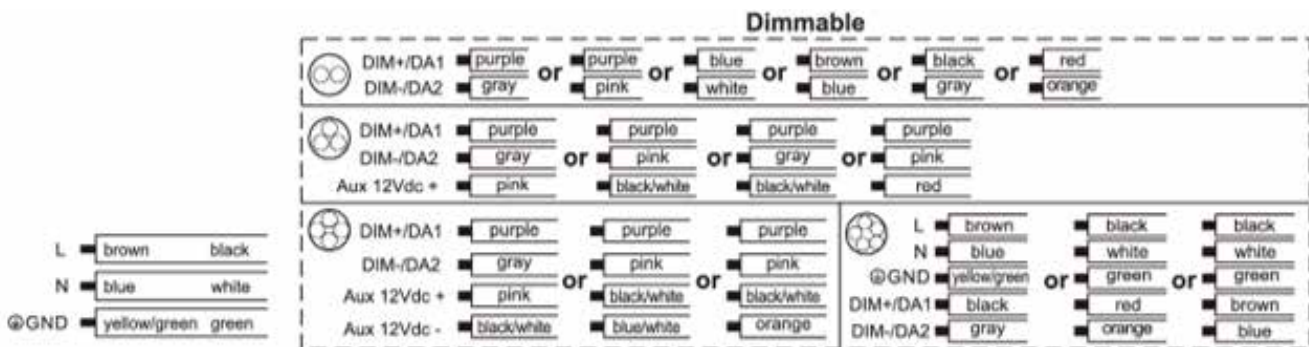 Dimmable
DIM+/DA1 purple or purple or blue or brown or black or red
DIM-/DA2 gray pink white blue gray orange
DIM+/DA1 purple purple purple purple
DIM-/DA2 gray or pink or gray or pink
Aux 12Vdc + pink black/white black/white red
DIM+/DA1 purple purple purple
DIM-/DA2 gray or pink or pink
Aux 12Vdc + pink black/white black/white
Aux 12Vdc - black/white blue/white orange
L brown black black
N blue white white
GND yellow/green or green or green
DIM+/DA1 black red brown
DIM-/DA2 gray orange blue
L brown black
N blue white
GND yellow/green green